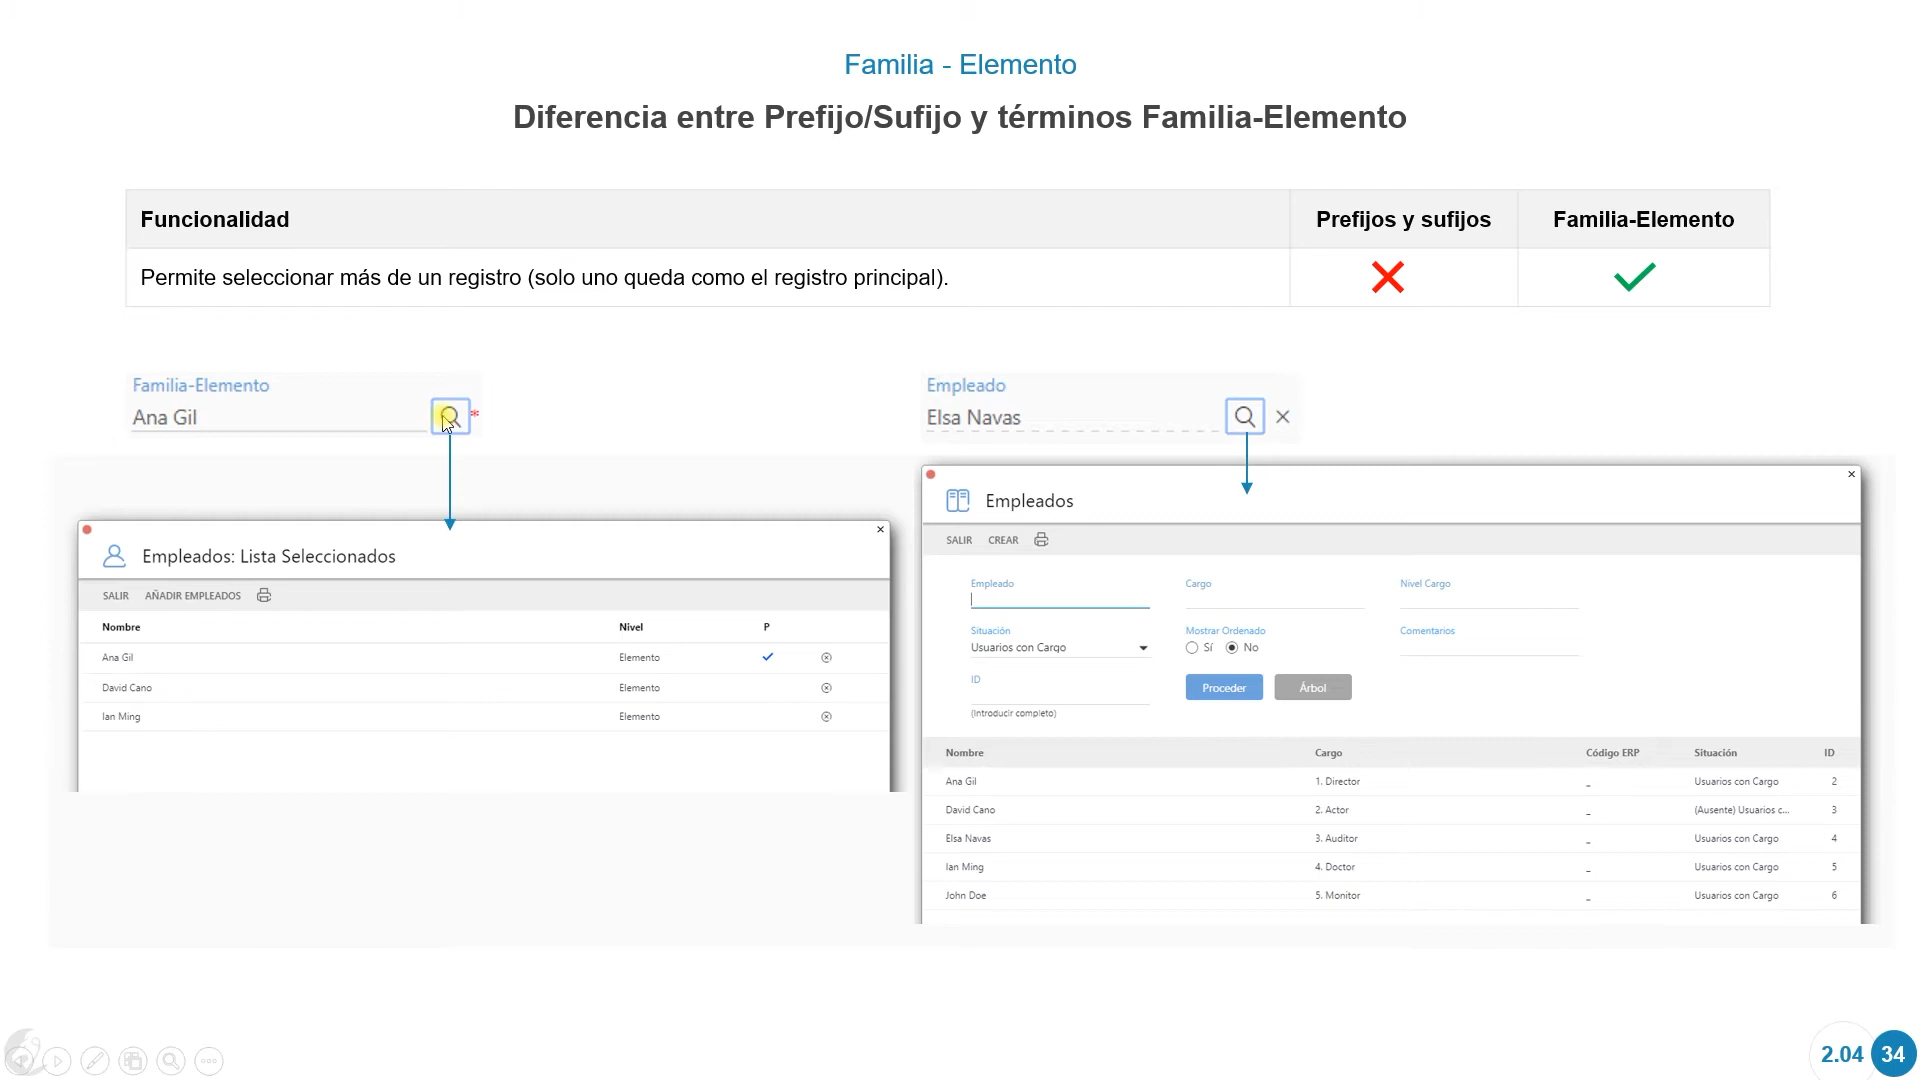 Familia - Elemento
Diferencia entre Prefijo/Sufijo y términos Familia-Elemento
Funcionalidad Prefijos y sufijos Familia-Elemento
Permite seleccionar más de un registro (solo uno queda como el registro principal).
Familia-Elemento
Ana Gil
*
Empleados: Lista Seleccionados
SALIR AÑADIR EMPLEADOS
Nombre Nivel P
Ana Gil Elemento
David Cano Elemento
Ian Ming Elemento
Empleado
Elsa Navas
Empleados
SALIR CREAR
Empleado Cargo Nivel Cargo
Situación Mostrar Ordenado Comentarios
Usuarios con Cargo Sí No
ID
Proceder Árbol
(Introducir completo)
Nombre Cargo Código ERP Situación ID
Ana Gil 1. Director _ Usuarios con Cargo 2
David Cano 2. Actor _ (Ausente) Usuarios c... 3
Elsa Navas 3. Auditor _ Usuarios con Cargo 4
Ian Ming 4. Doctor _ Usuarios con Cargo 5
John Doe 5. Monitor _ Usuarios con Cargo 6
2.04 34